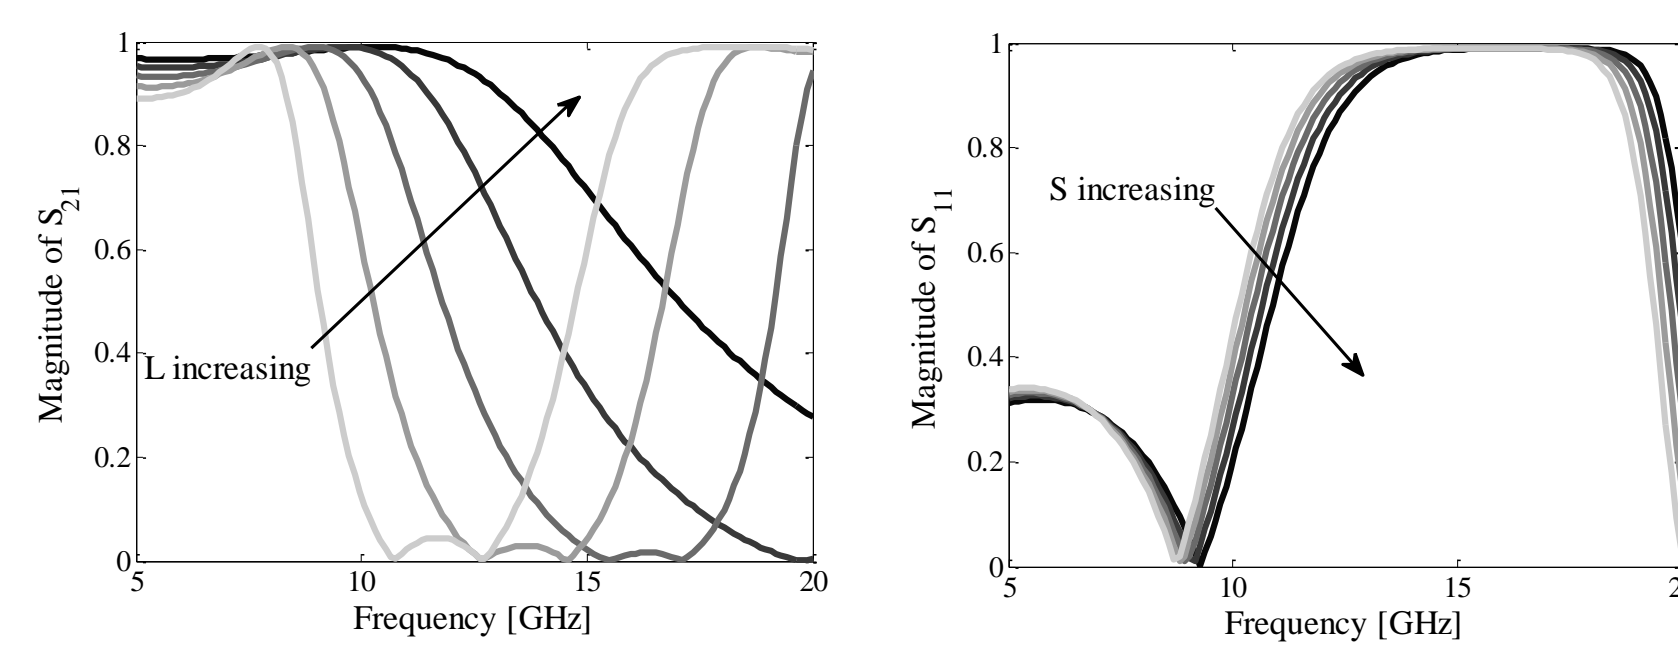 Magnitude of S21
1
0.8
0.6
0.4
0.2
0
L increasing
5 10 15 20
Frequency [GHz]
Magnitude of S11
1
0.8
0.6
0.4
0.2
0
S increasing
5 10 15 2
Frequency [GHz]